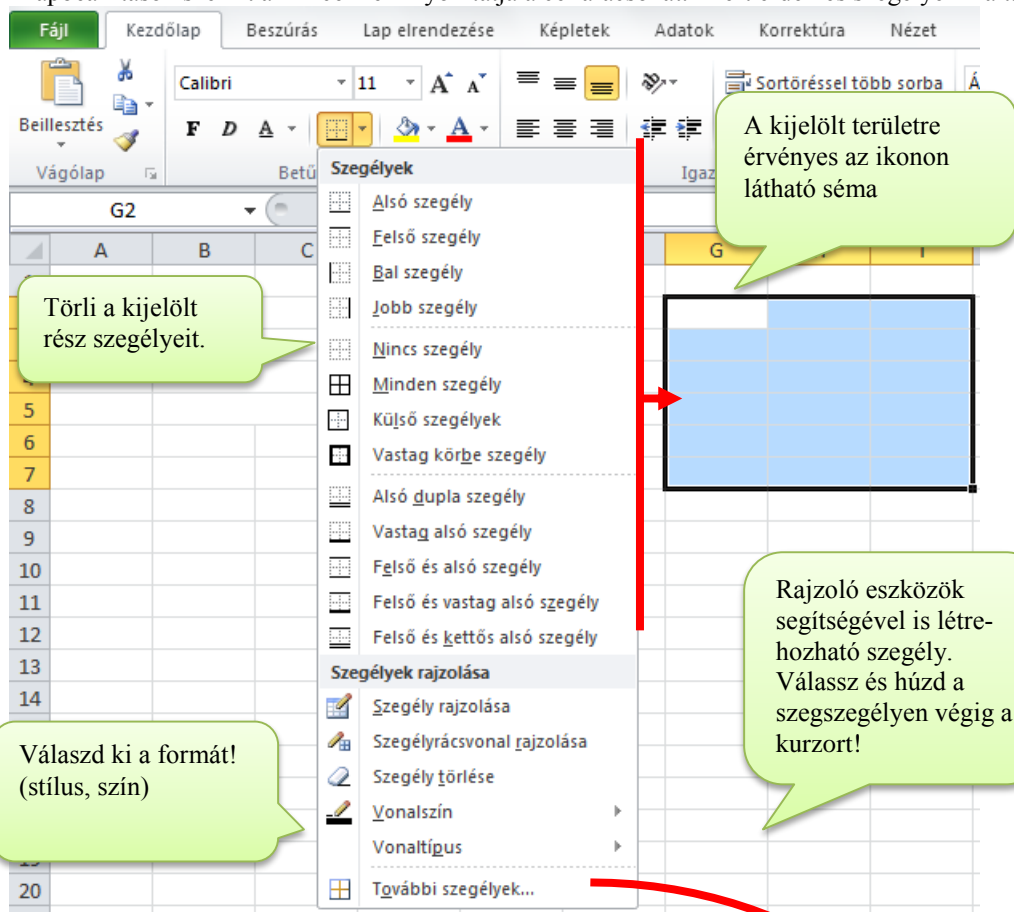 Fájl Kezdőlap Beszúrás Lap elrendezése Képletek Adatok Korrektúra Nézet
Calibri 11 A A Sortöréssel több sorba Á
Beillesztés F D A A
Vágólap Betű Igaz
G2
A B C G I
A kijelölt területre
érvényes az ikonon
látható séma
Törli a kijelölt
rész szegélyeit.
Szegélyek
Alsó szegély
Felső szegély
Bal szegély
Jobb szegély
Nincs szegély
Minden szegély
Külső szegélyek
Vastag körbe szegély
Alsó dupla szegély
Vastag alsó szegély
Felső és alsó szegély
Felső és vastag alsó szegély
Felső és kettős alsó szegély
Szegélyek rajzolása
Szegély rajzolása
Szegélyrácsvonal rajzolása
Szegély törlése
Vonalszín
Vonaltípus
További szegélyek...
5
6
7
8
9
10
11
12
13
14
20
Rajzoló eszközök
segítségével is létre-
hozható szegély.
Válassz és húzd a
szegszegélyen végig a
kurzort!
Válaszd ki a formát!
(stílus, szín)